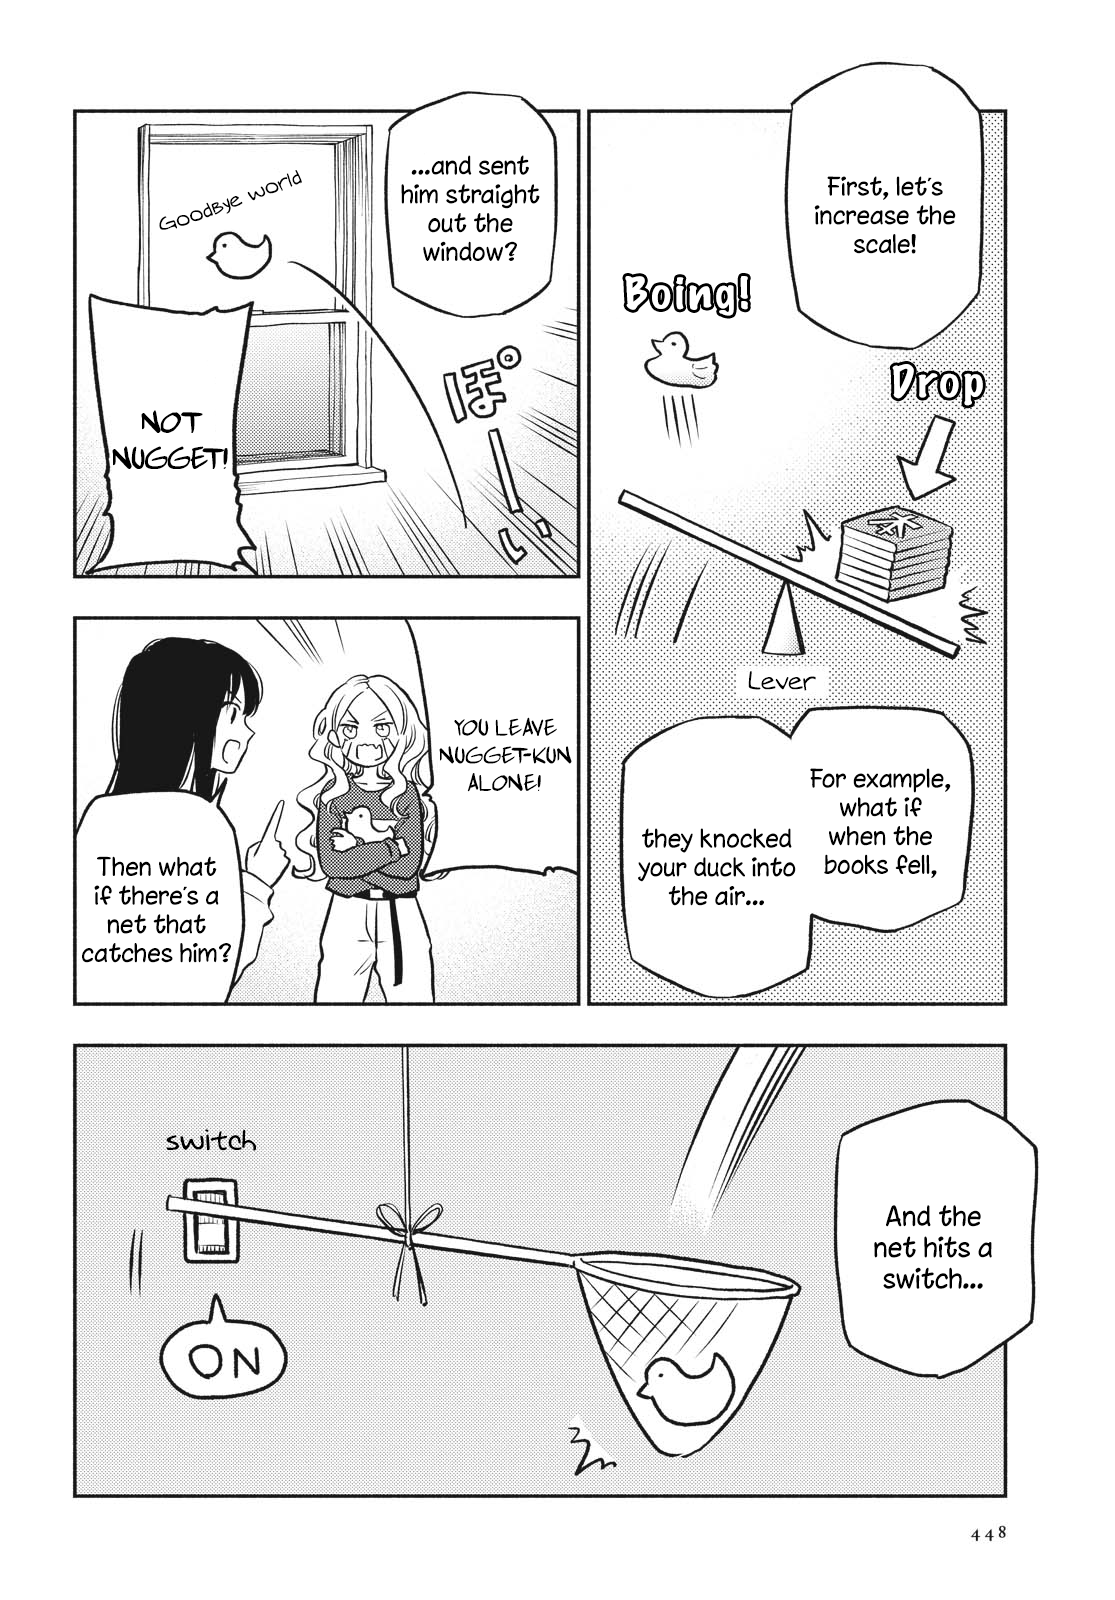 First, let's
increase the
scale!
Boing!
Drop
本
Lever
For example,
what if
when the
books fell,
they knocked
your duck into
the air...
...and sent
him straight
out the
window?
Goodbye world
ぽーい
NOT
NUGGET!
YOU LEAVE
NUGGET-KUN
ALONE!
Then what
if there's a
net that
catches him?
And the
net hits a
switch...
switch
ON
448